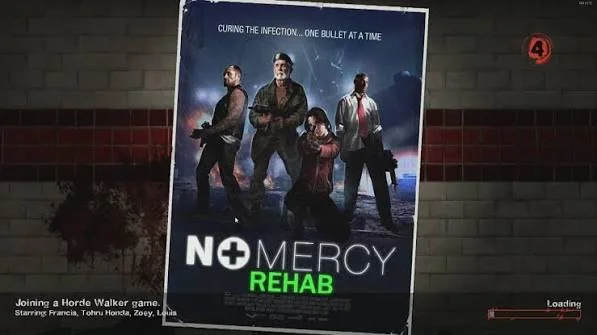 CURING THE INFECTION... ONE BULLET AT A TIME
4
NO MERCY
REHAB
Joining a Horde Walker game.
Starring Francis, Tohru Honda, Zoey, Louis
Loading